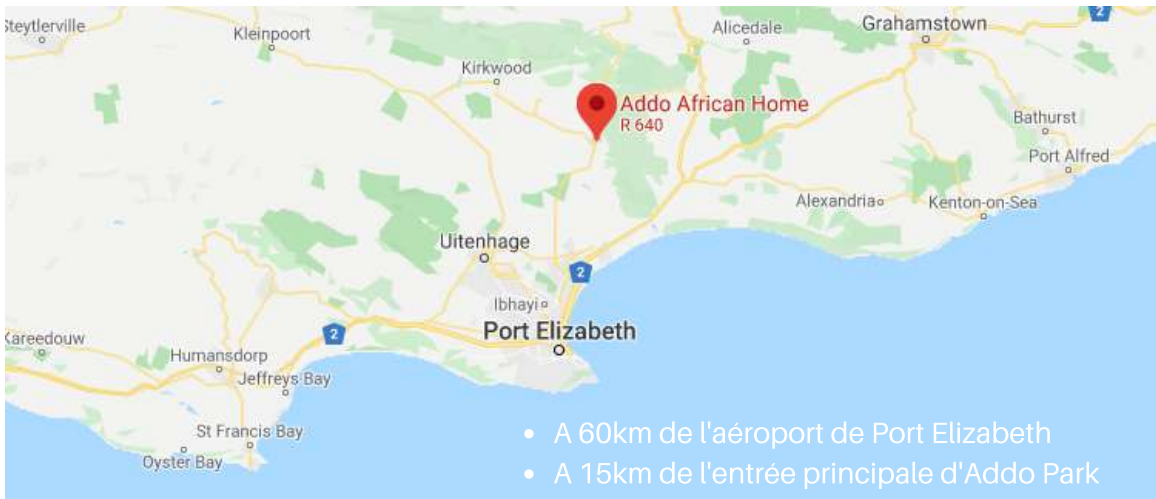 Steytlerville
Kleinpoort
Alicedale
Grahamstown
2
Kirkwood
Addo African Home
R 640
Bathurst
Port Alfred
Alexandria
Kenton-on-Sea
Uitenhage
2
Ibhayi
Port Elizabeth
2
Kareedouw
Humansdorp
Jeffreys Bay
St Francis Bay
Oyster Bay
• A 60km de l'aéroport de Port Elizabeth
• A 15km de l'entrée principale d'Addo Park